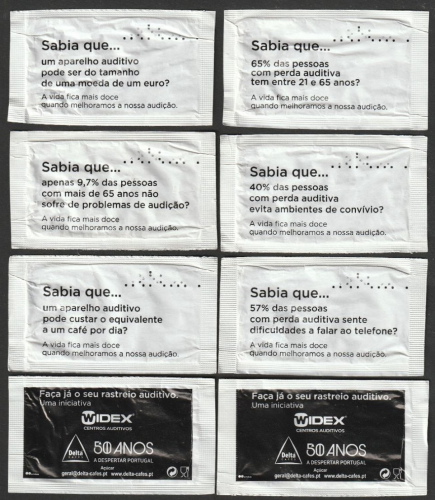 Sabia que...
um aparelho auditivo
pode ser do tamanho
de uma moeda de um euro?
A vida fica mais doce
quando melhoramos a nossa audição.
Sabia que...
65% das pessoas
com perda auditiva
tem entre 21 e 65 anos?
A vida fica mais doce
quando melhoramos a nossa audição.
Sabia que...
apenas 9,7% das pessoas
com mais de 65 anos não
sofre de problemas de audição?
A vida fica mais doce
quando melhoramos a nossa audição.
Sabia que...
40% das pessoas
com perda auditiva
evita ambientes de convívio?
A vida fica mais doce
quando melhoramos a nossa audição.
Sabia que...
um aparelho auditivo
pode custar o equivalente
a um café por dia?
A vida fica mais doce
quando melhoramos a nossa audição.
Sabia que...
57% das pessoas
com perda auditiva sente
dificuldades a falar ao telefone?
A vida fica mais doce
quando melhoramos a nossa audição.
Faça já o seu rastreio auditivo.
Uma iniciativa
WIDEX
CENTROS AUDITIVOS
Delta
Cafés
50 ANOS
A DESPERTAR PORTUGAL
Açúcar
geral@delta-cafes.pt www.delta-cafes.pt
Faça já o seu rastreio auditivo.
Uma iniciativa
WIDEX
CENTROS AUDITIVOS
Delta
Cafés
50 ANOS
A DESPERTAR PORTUGAL
Açúcar
geral@delta-cafes.pt www.delta-cafes.pt